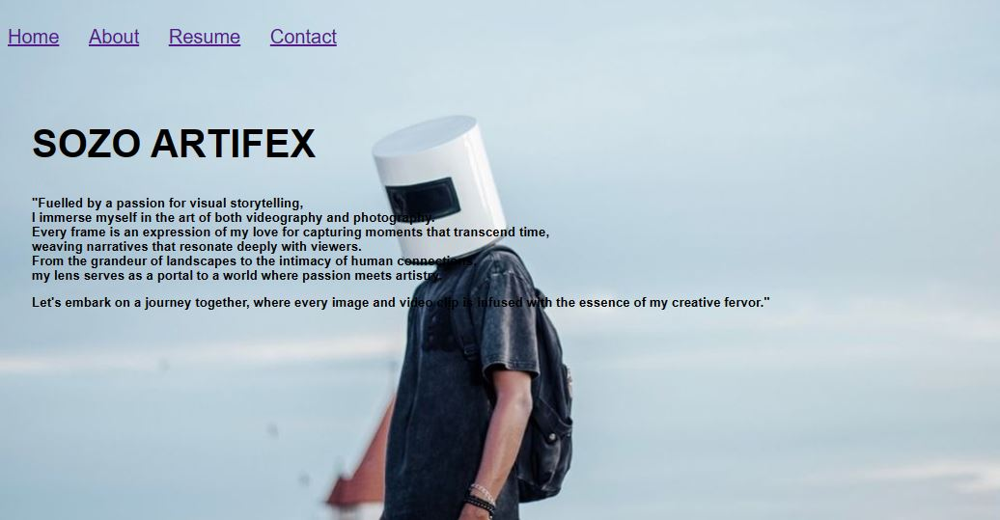 Home About Resume Contact
SOZO ARTIFEX
"Fuelled by a passion for visual storytelling,
I immerse myself in the art of both videography and photography.
Every frame is an expression of my love for capturing moments that transcend time,
weaving narratives that resonate deeply with viewers.
From the grandeur of landscapes to the intimacy of human connections,
my lens serves as a portal to a world where passion meets artistry.
Let's embark on a journey together, where every image and video clip is infused with the essence of my creative fervor."